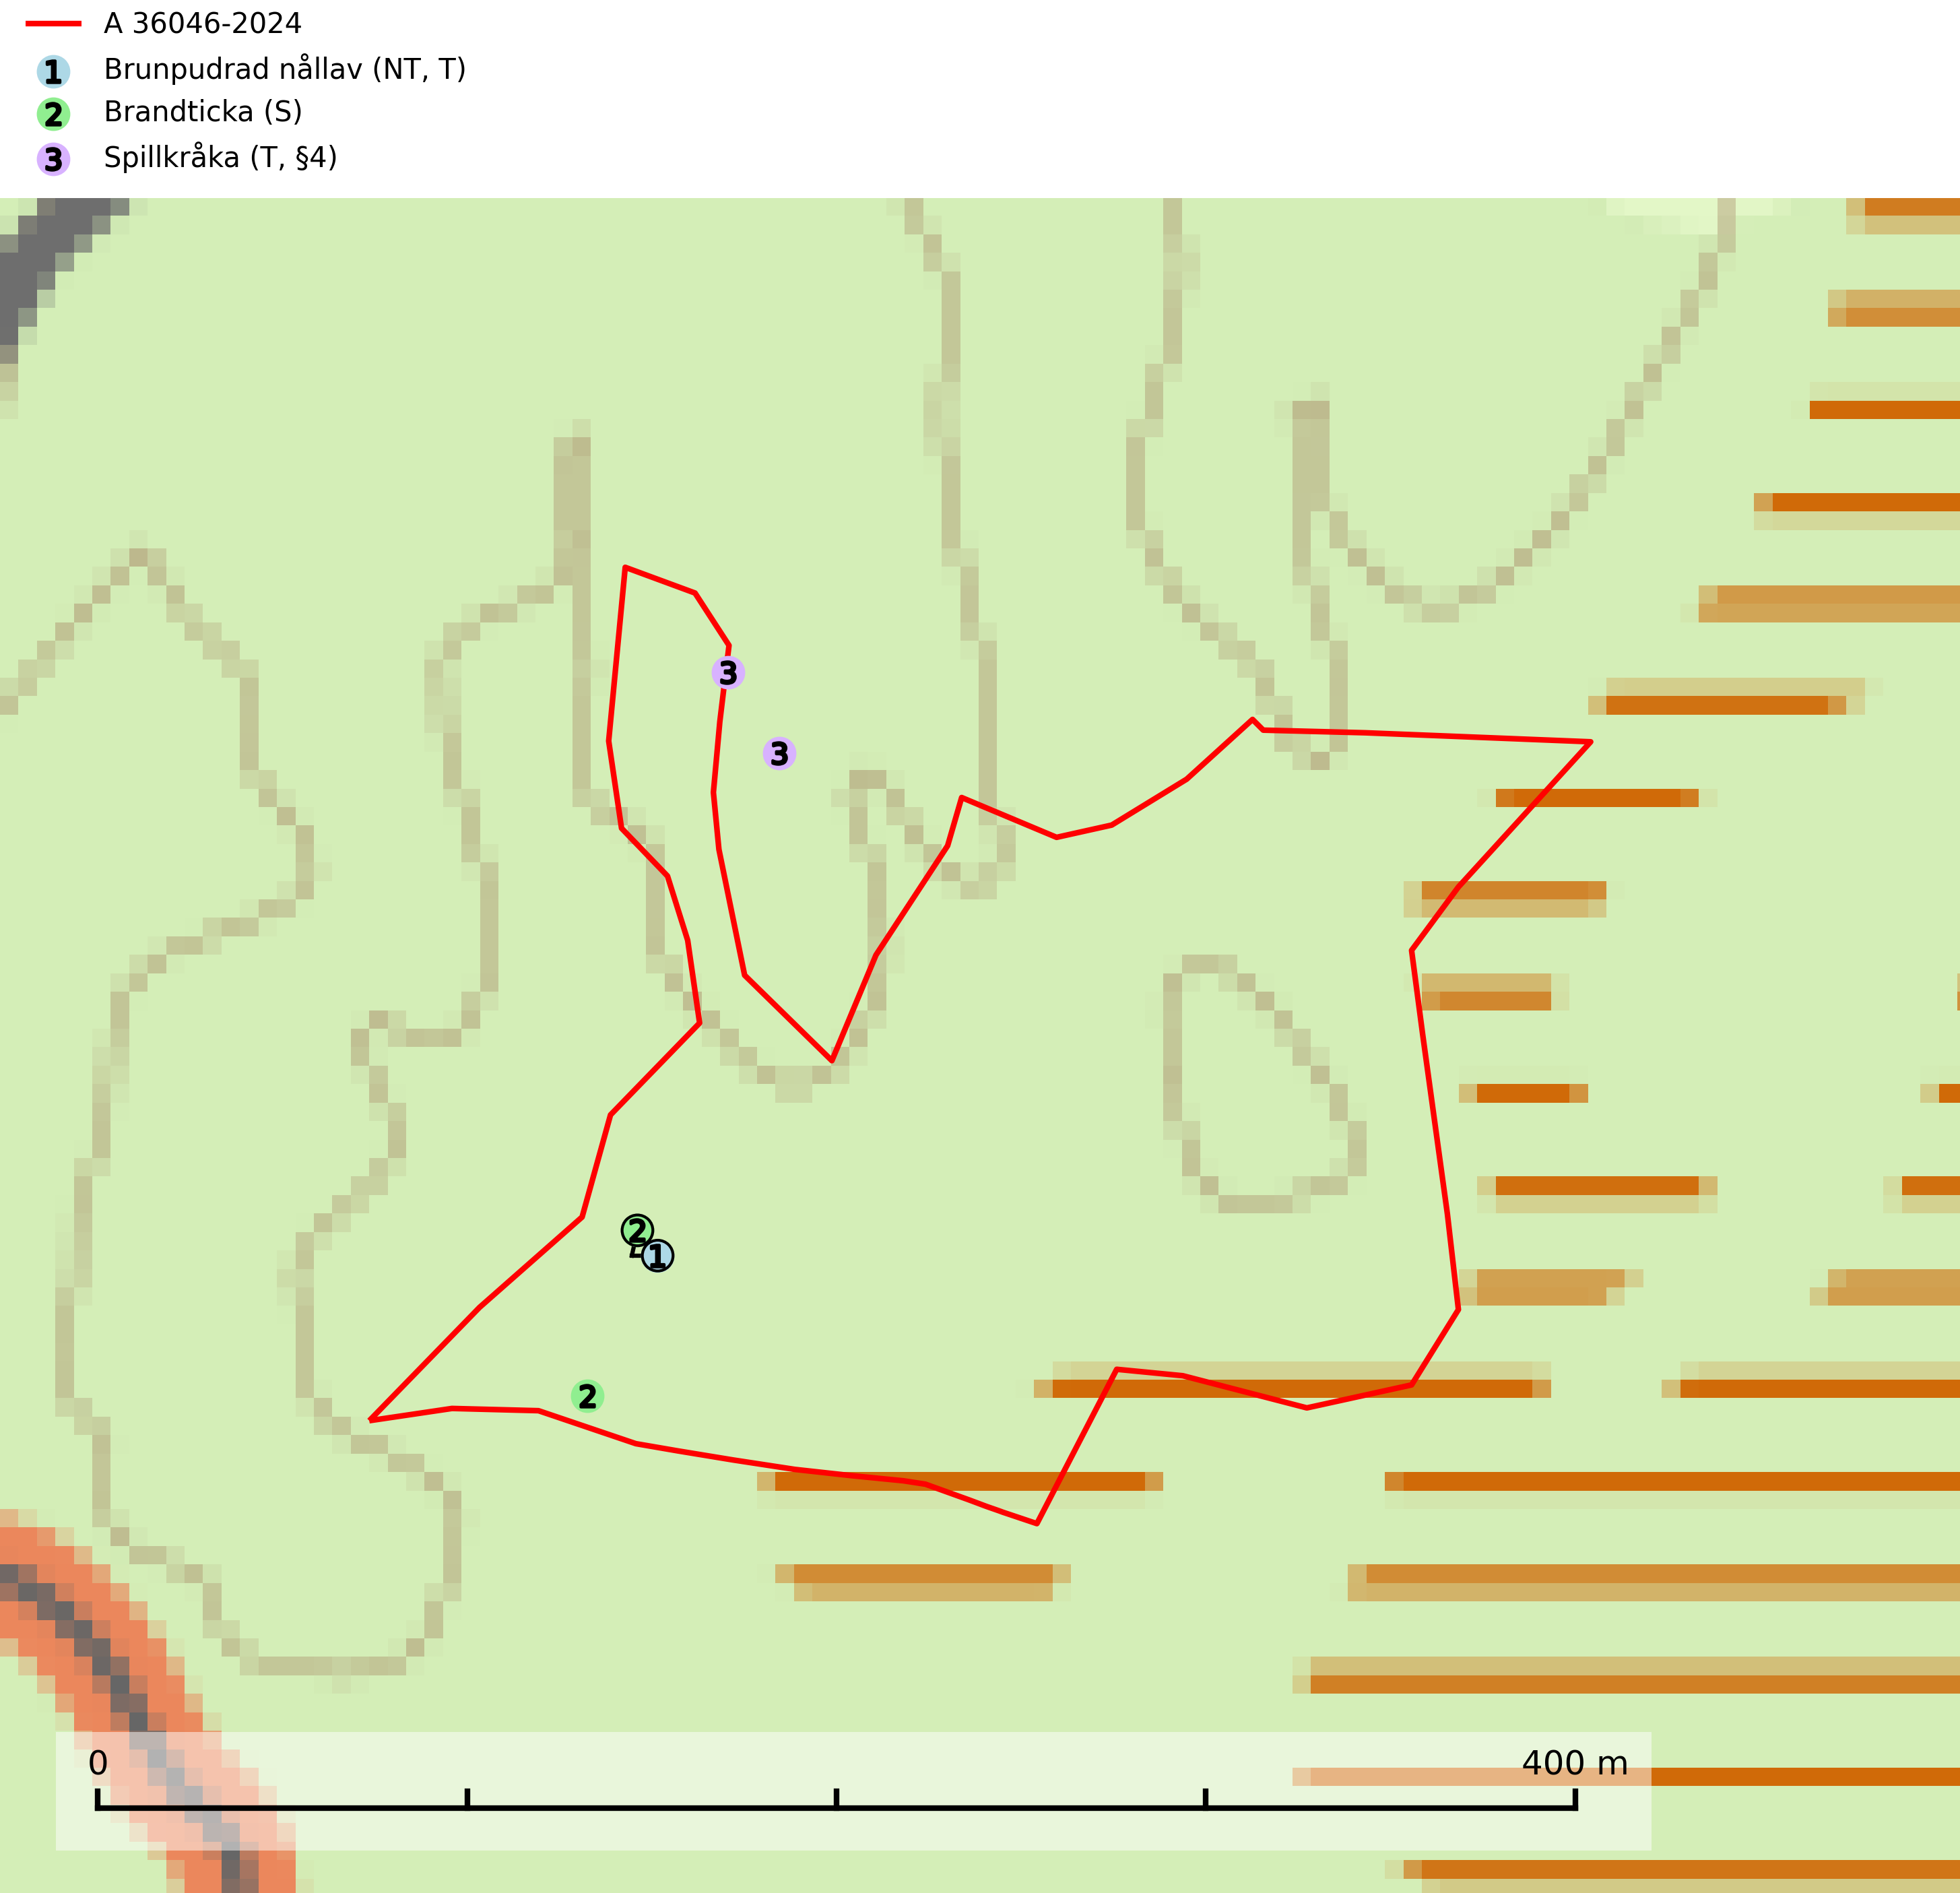 A 36046-2024
1 Brunpudrad nållav (NT, T)
2 Brandticka (S)
3 Spillkråka (T, §4)
3
3
2
1
2
0 400 m